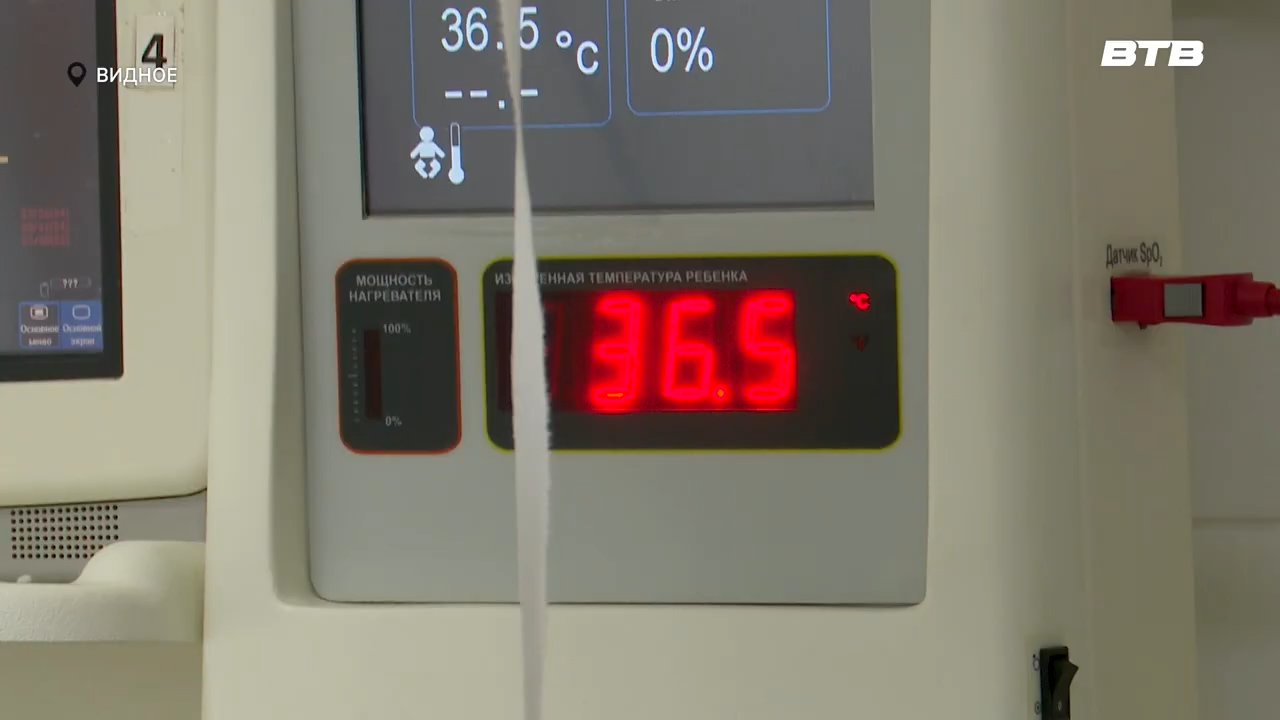 4
ВИДНОЕ
ВТВ
36.5 °C
--.-
0%
???
Основное
меню
Основной
экран
МОЩНОСТЬ
НАГРЕВАТЕЛЯ
100%
0%
ТЕМПЕРАТУРА РЕБЕНКА
36.5
°C
Датчик SpO₂